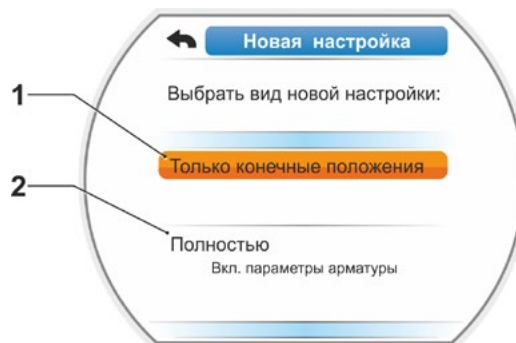 Новая настройка
Выбрать вид новой настройки:
1
Только конечные положения
2
Полностью
Вкл. параметры арматуры